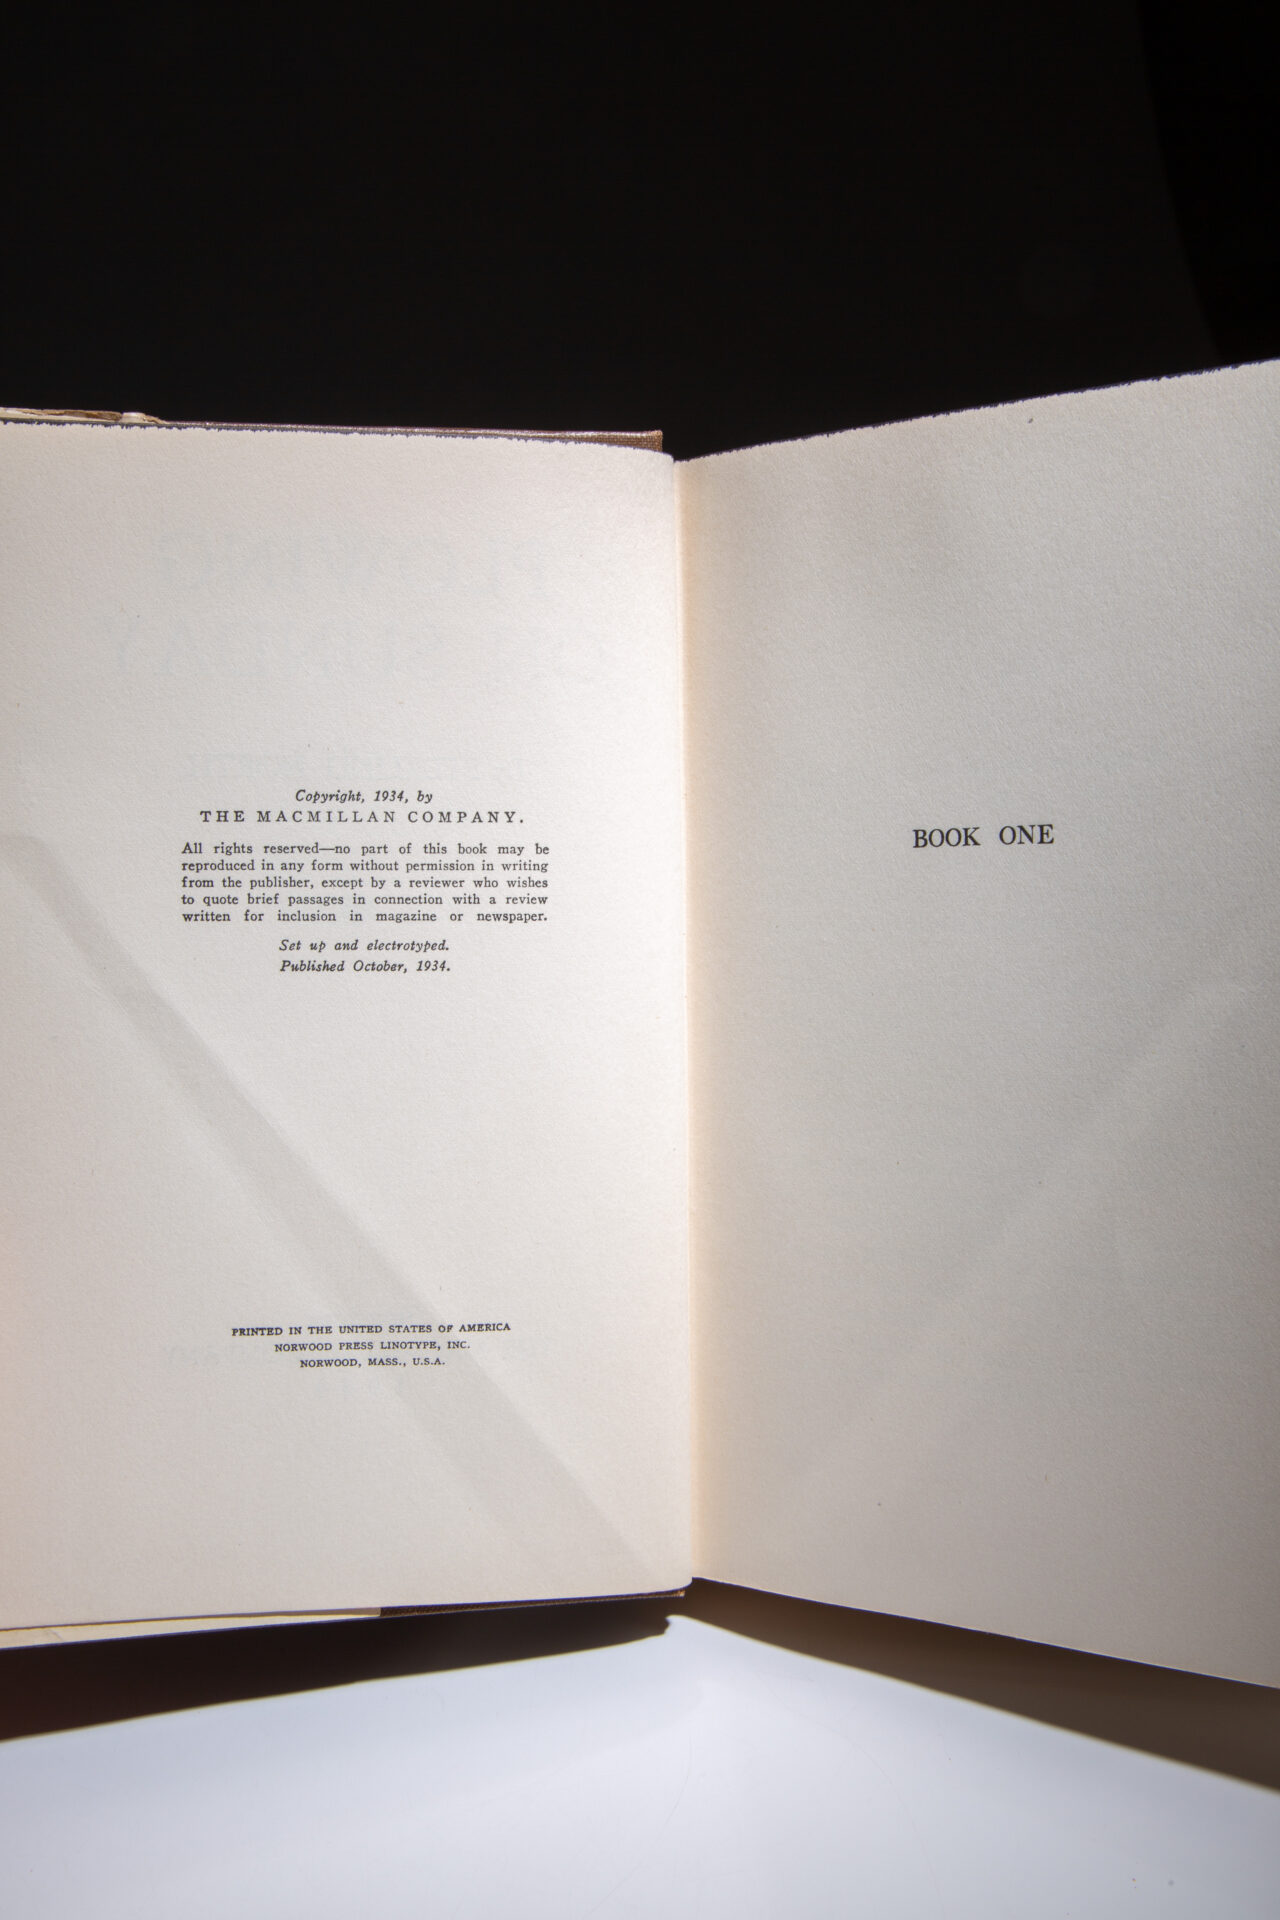 Copyright, 1934, by
THE MACMILLAN COMPANY.
All rights reserved—no part of this book may be
reproduced in any form without permission in writing
from the publisher, except by a reviewer who wishes
to quote brief passages in connection with a review
written for inclusion in magazine or newspaper.
Set up and electrotyped.
Published October, 1934.
PRINTED IN THE UNITED STATES OF AMERICA
NORWOOD PRESS LINOTYPE, INC.
NORWOOD, MASS., U.S.A.
BOOK ONE